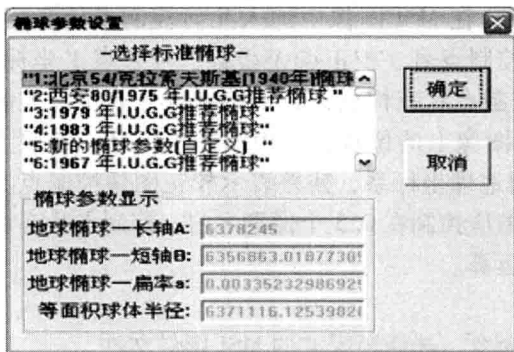 椭球参数设置
-选择标准椭球-
"1:北京54/克拉索夫斯基[1940年]椭球
"2:西安80/1975 年I.U.G.G推荐椭球 "
"3:1979 年I.U.G.G推荐椭球 "
"4:1983 年I.U.G.G推荐椭球 "
"5:新的椭球参数(自定义) "
"6:1967 年I.U.G.G推荐椭球"
确定
取消
椭球参数显示
地球椭球—长轴A: 6378245
地球椭球—短轴B: 6356863.01877305
地球椭球—扁率a: 0.00335232986925
等面积球体半径: 6371116.12539826